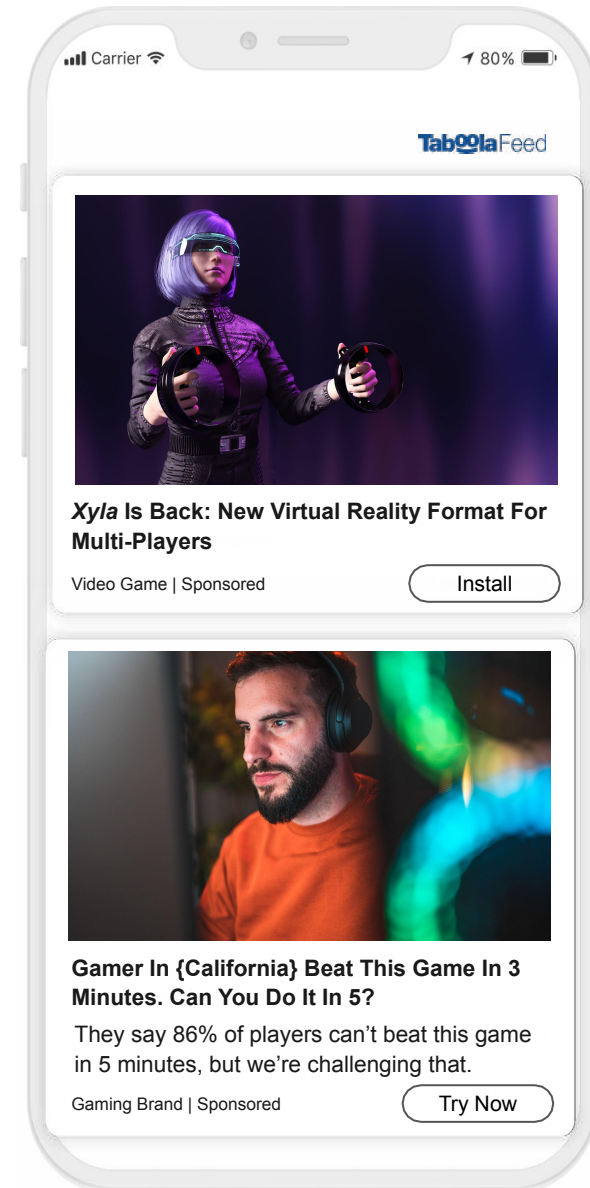 Carrier 80%
Taboola Feed
Xyla Is Back: New Virtual Reality Format For
Multi-Players
Video Game | Sponsored Install
Gamer In {California} Beat This Game In 3
Minutes. Can You Do It In 5?
They say 86% of players can’t beat this game
in 5 minutes, but we’re challenging that.
Gaming Brand | Sponsored Try Now